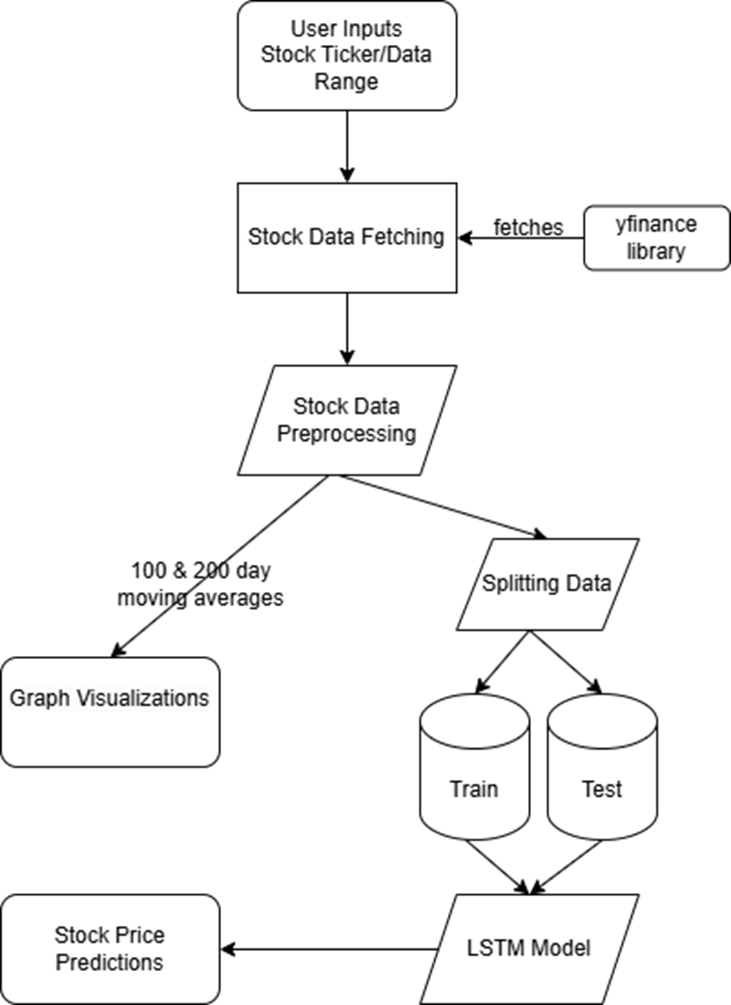 User Inputs
Stock Ticker/Data
Range
Stock Data Fetching
fetches
yfinance
library
Stock Data
Preprocessing
100 & 200 day
moving averages
Splitting Data
Graph Visualizations
Train
Test
Stock Price
Predictions
LSTM Model